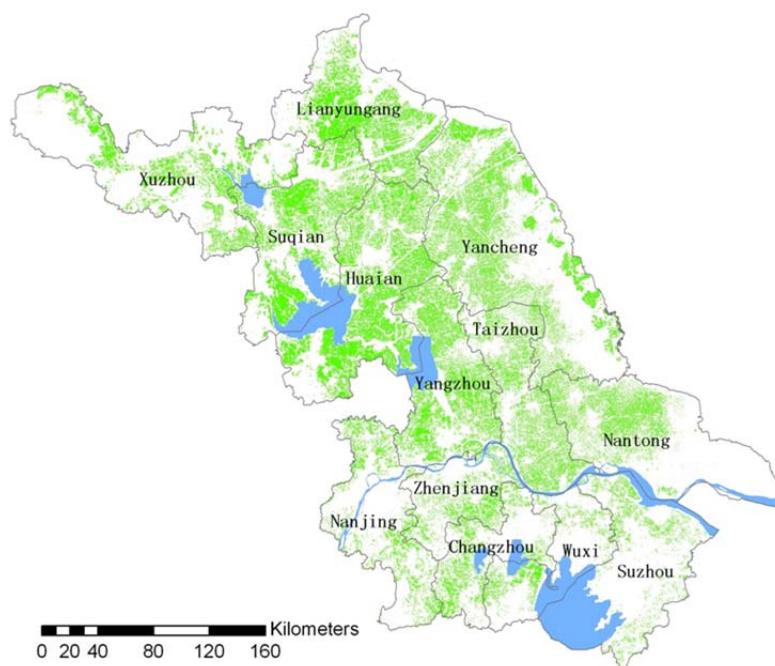 Lianyungang
Xuzhou
Suqian
Yancheng
Huaian
Taizhou
Yangzhou
Nantong
Zhenjiang
Nanjing
Changzhou
Wuxi
Suzhou
Kilometers
0 20 40 80 120 160